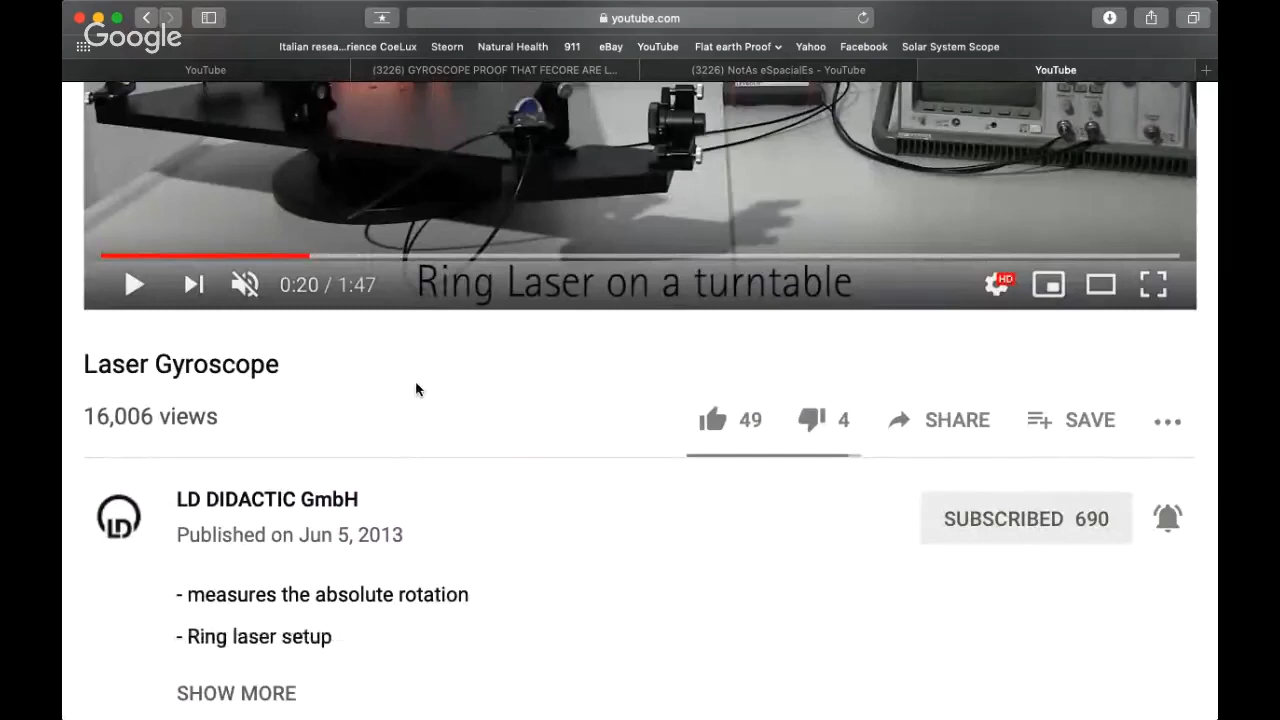 Google
youtube.com
Italian resea...rience CoeLux Steorn Natural Health 911 eBay YouTube Flat earth Proof Yahoo Facebook Solar System Scope
YouTube (3226) GYROSCOPE PROOF THAT FECORE ARE L... (3226) NotAs eSpacialEs - YouTube YouTube
0:20 / 1:47 Ring Laser on a turntable HD
Laser Gyroscope
16,006 views
49 4 SHARE SAVE
LD LD DIDACTIC GmbH
Published on Jun 5, 2013
SUBSCRIBED 690
- measures the absolute rotation
- Ring laser setup
SHOW MORE